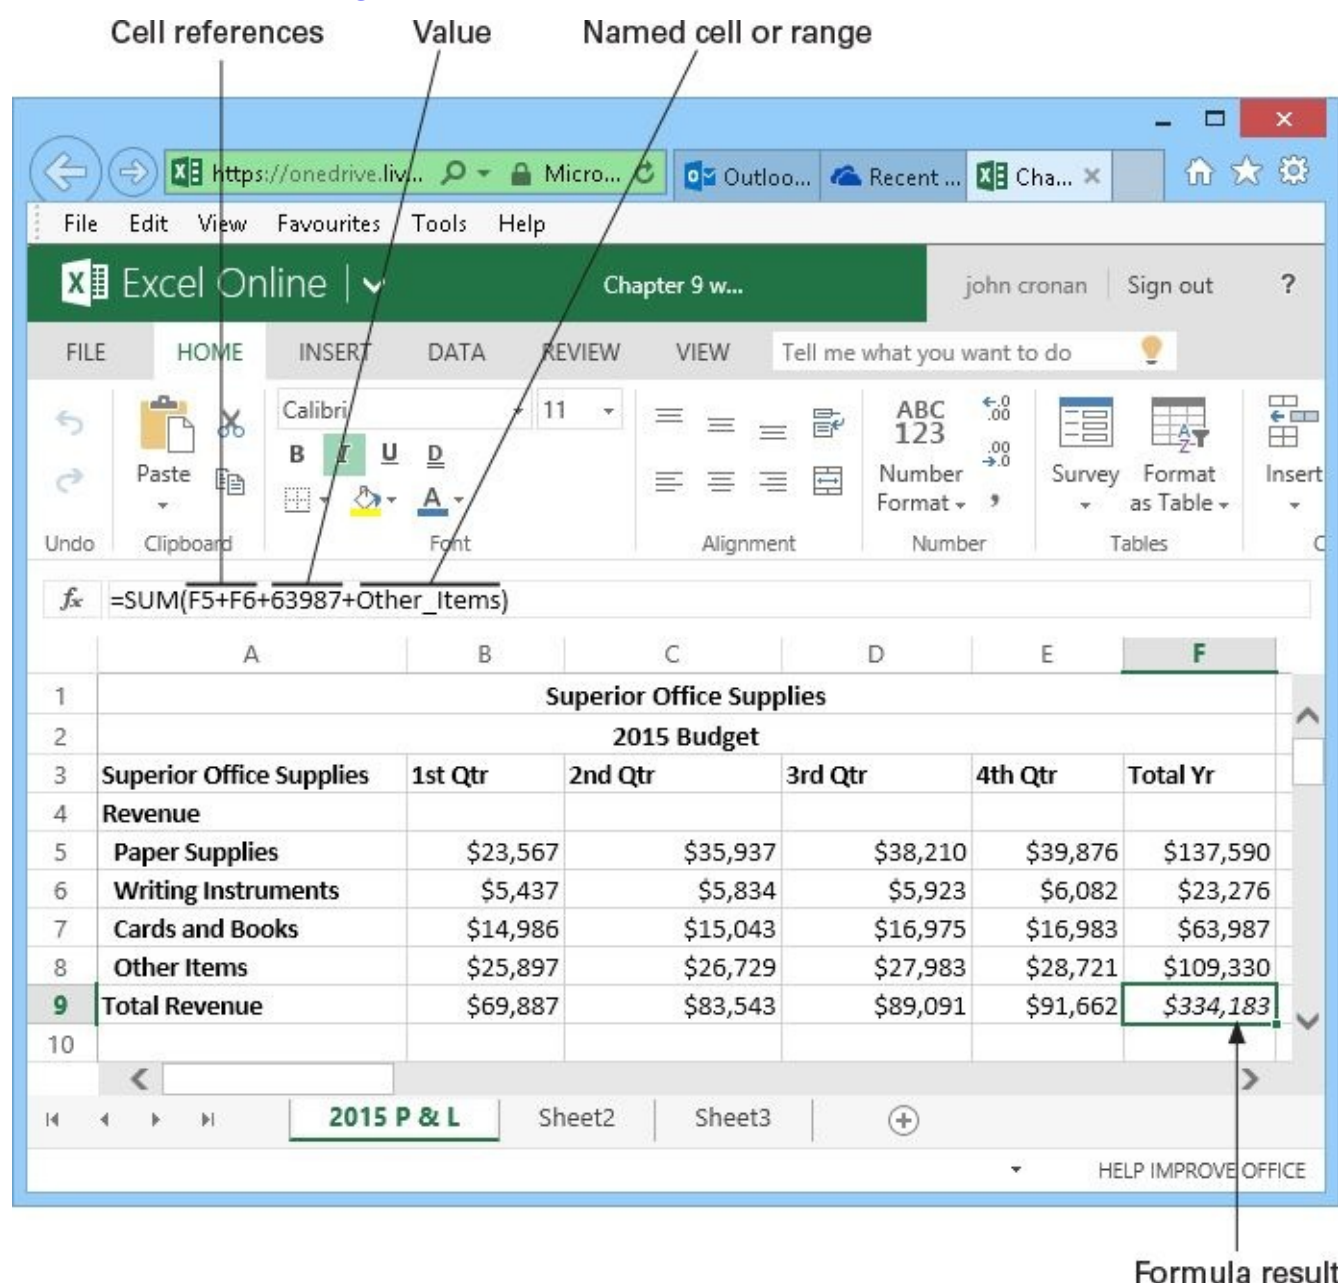 Cell references Value Named cell or range
https://onedrive.liv... Micro... Outloo... Recent ... Cha...
File Edit View Favourites Tools Help
Excel Online Chapter 9 w... john cronan Sign out ?
FILE HOME INSERT DATA REVIEW VIEW Tell me what you want to do
Calibri 11 ABC
123
B I U D
Paste Number Survey Format Insert
Format as Table
Undo Clipboard Font Alignment Number Tables C
fx =SUM(F5+F6+63987+Other_Items)
A B C D E F
1 Superior Office Supplies
2 2015 Budget
3 Superior Office Supplies 1st Qtr 2nd Qtr 3rd Qtr 4th Qtr Total Yr
4 Revenue
5 Paper Supplies $23,567 $35,937 $38,210 $39,876 $137,590
6 Writing Instruments $5,437 $5,834 $5,923 $6,082 $23,276
7 Cards and Books $14,986 $15,043 $16,975 $16,983 $63,987
8 Other Items $25,897 $26,729 $27,983 $28,721 $109,330
9 Total Revenue $69,887 $83,543 $89,091 $91,662 $334,183
10
2015 P & L Sheet2 Sheet3
HELP IMPROVE OFFICE
Formula result